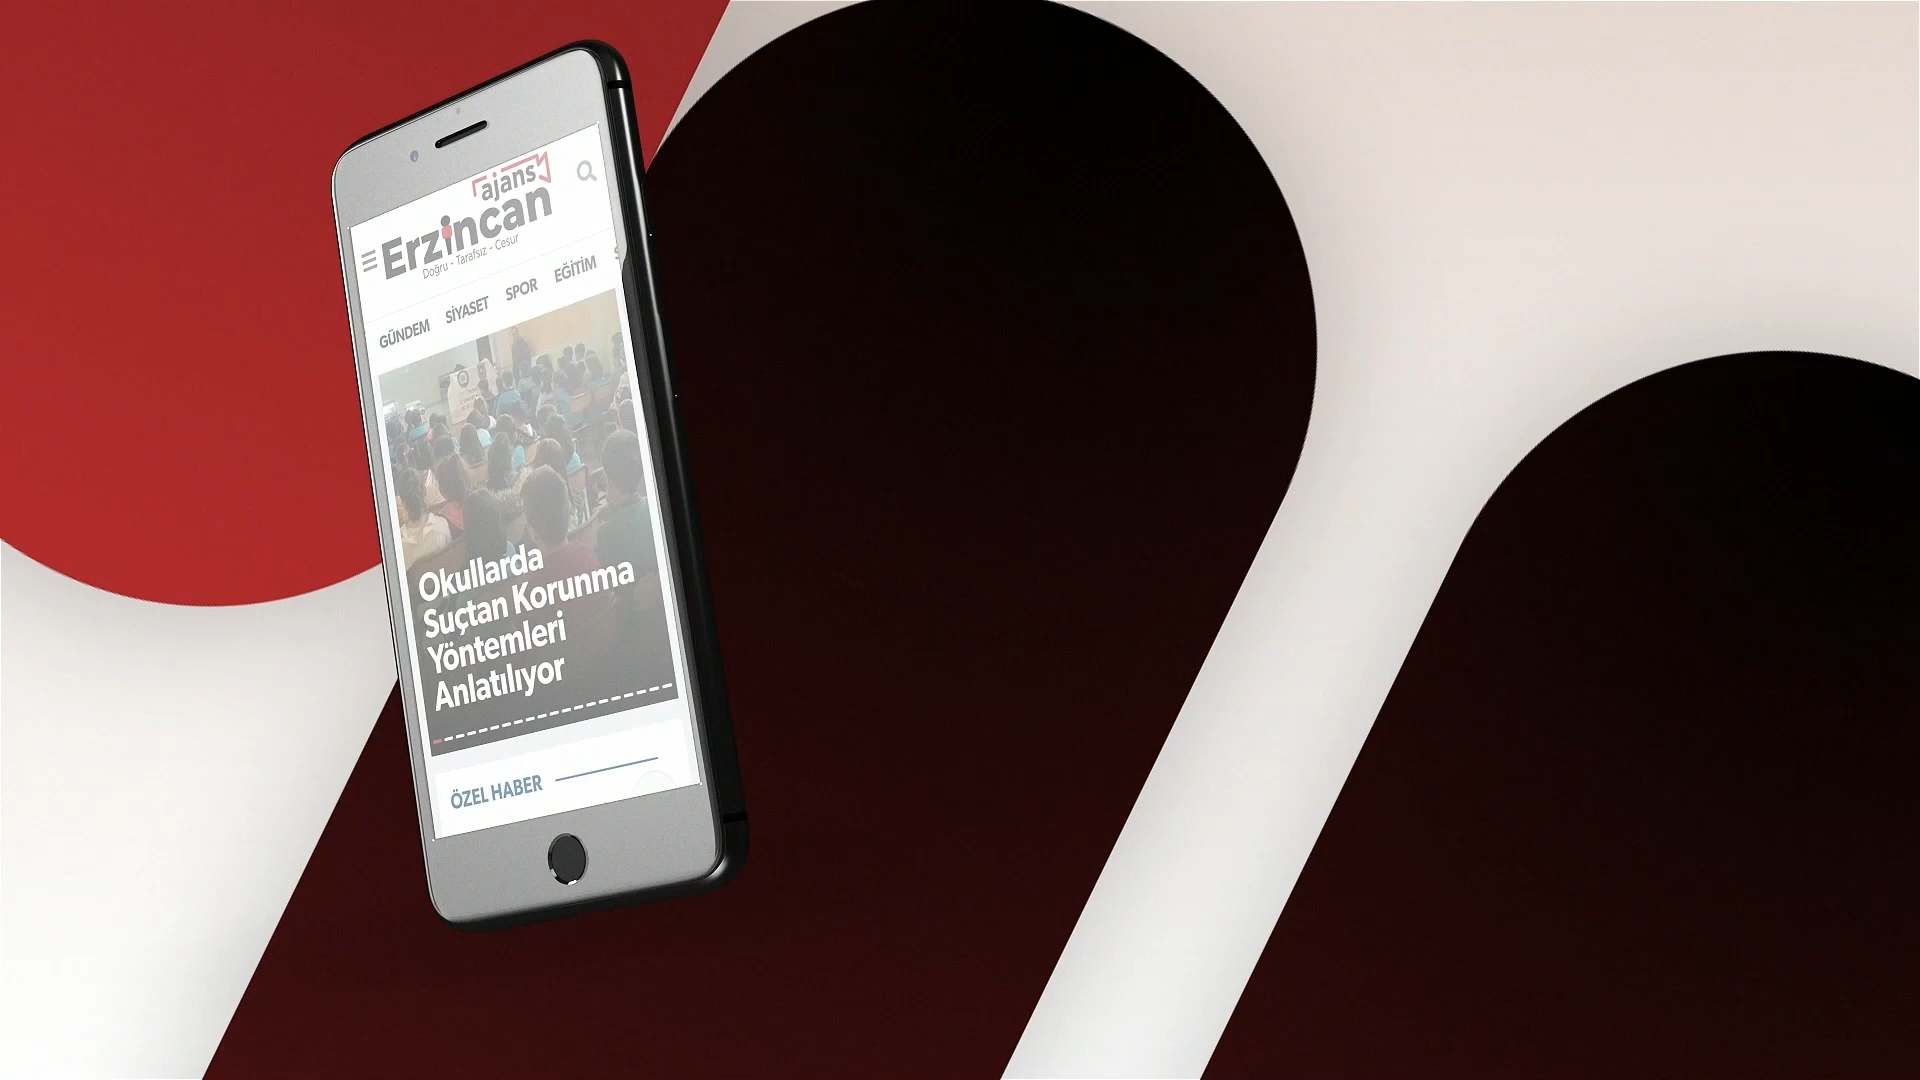 ajans
Erzincan
Doğru - Tarafsız - Cesur
GÜNDEM SİYASET SPOR EĞİTİM
Okullarda
Suçtan Korunma
Yöntemleri
Anlatılıyor
ÖZEL HABER